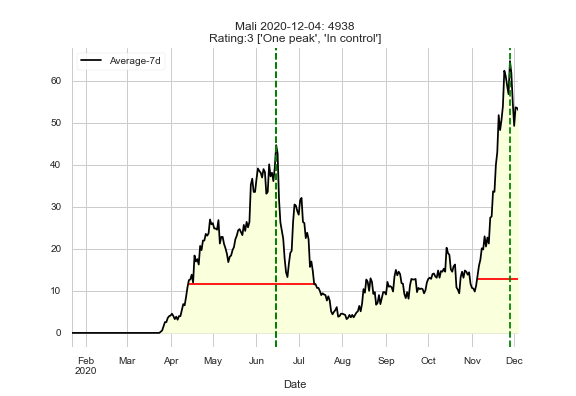 Mali 2020-12-04: 4938
Rating:3 ['One peak', 'In control']
Average-7d
60
50
40
30
20
10
0
Feb Mar Apr May Jun Jul Aug Sep Oct Nov Dec
2020
Date